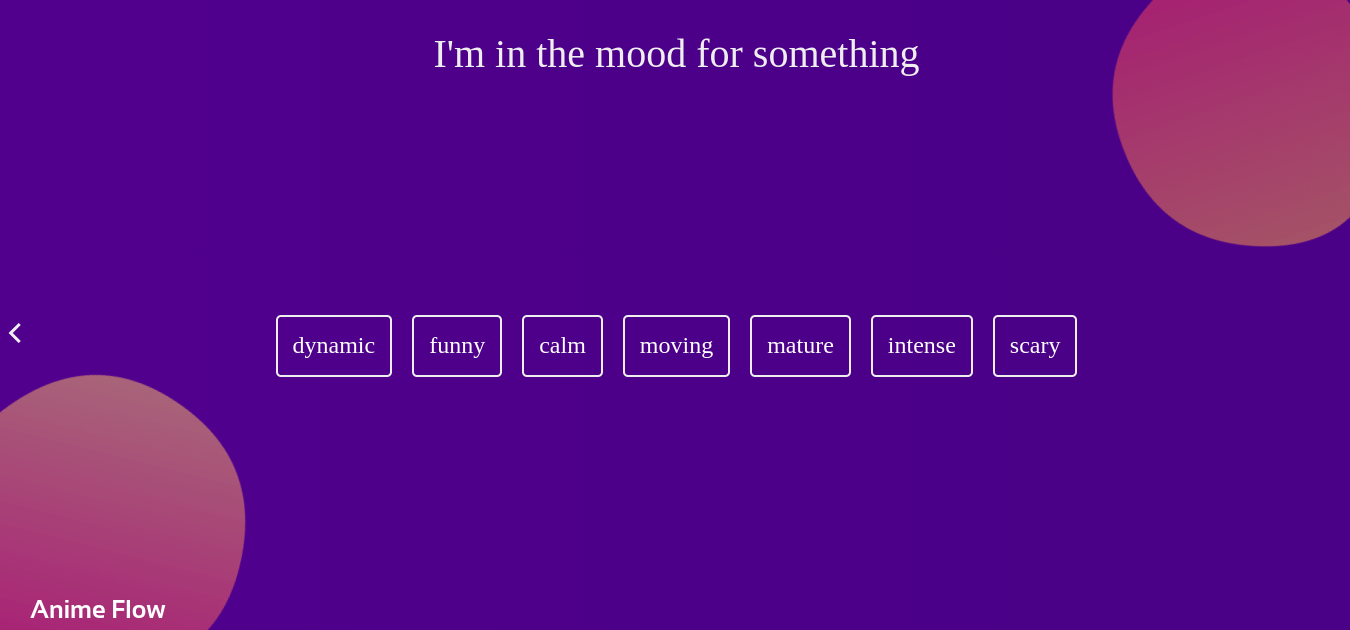 I'm in the mood for something
dynamic funny calm moving mature intense scary
Anime Flow